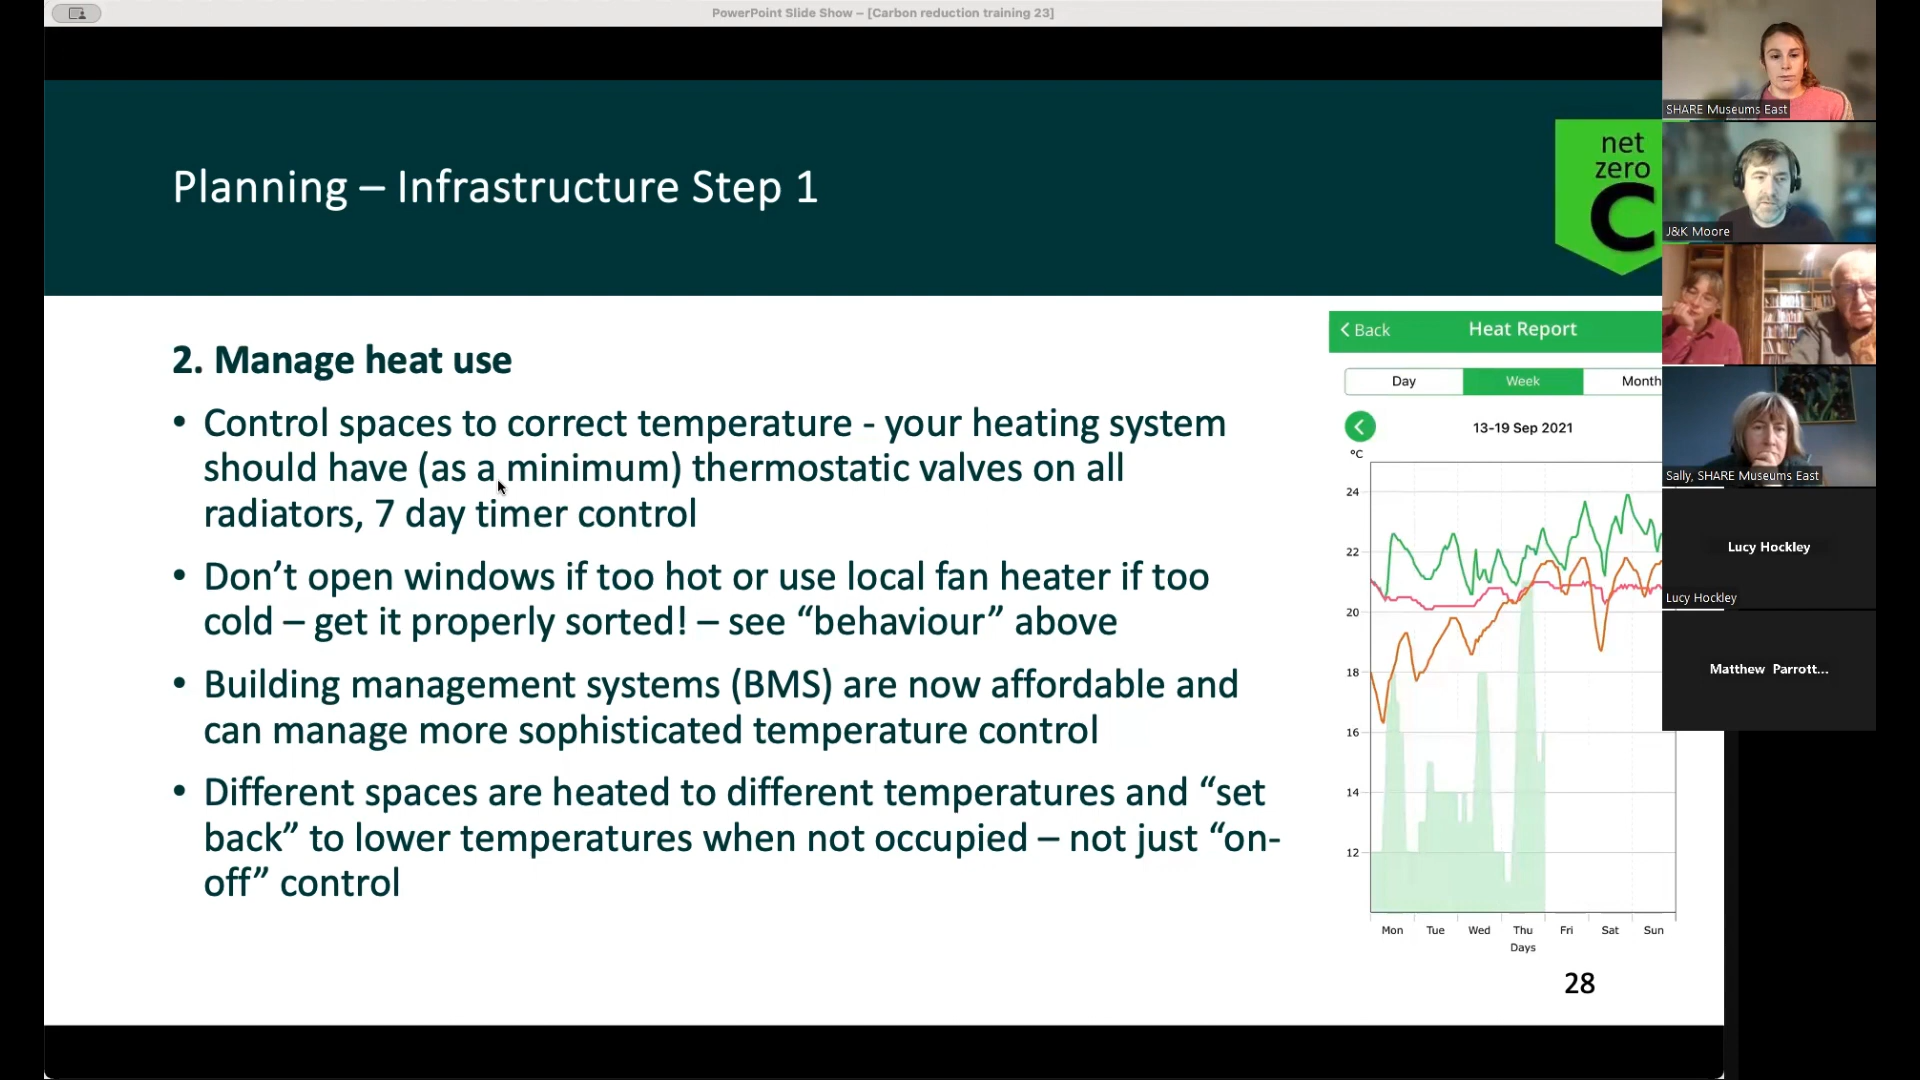 PowerPoint Slide Show – [Carbon reduction training 23]
Planning – Infrastructure Step 1
net
zero
C
2. Manage heat use
• Control spaces to correct temperature - your heating system
should have (as a minimum) thermostatic valves on all
radiators, 7 day timer control
• Don’t open windows if too hot or use local fan heater if too
cold – get it properly sorted! – see “behaviour” above
• Building management systems (BMS) are now affordable and
can manage more sophisticated temperature control
• Different spaces are heated to different temperatures and “set
back” to lower temperatures when not occupied – not just “on-
off” control
Back Heat Report
Day Week Month
13-19 Sep 2021
°C
24
22
20
18
16
14
12
Mon Tue Wed Thu Fri Sat Sun
Days
28
SHARE Museums East
J&K Moore
Sally, SHARE Museums East
Lucy Hockley
Lucy Hockley
Matthew Parrott...